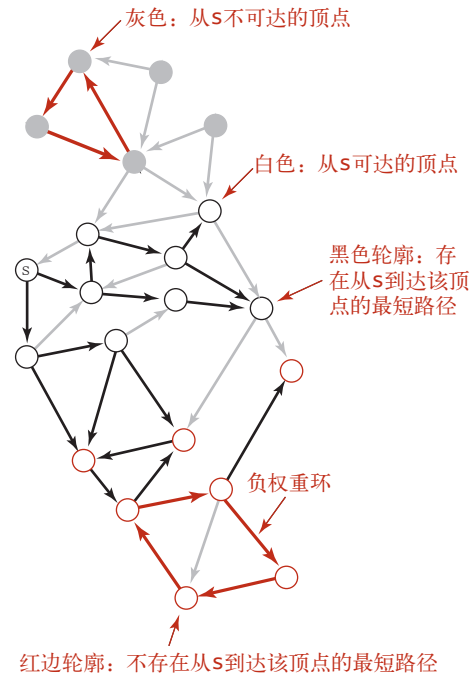 灰色：从s不可达的顶点
白色：从s可达的顶点
黑色轮廓：存
在从s到达该顶
点的最短路径
s
负权重环
红边轮廓：不存在从s到达该顶点的最短路径